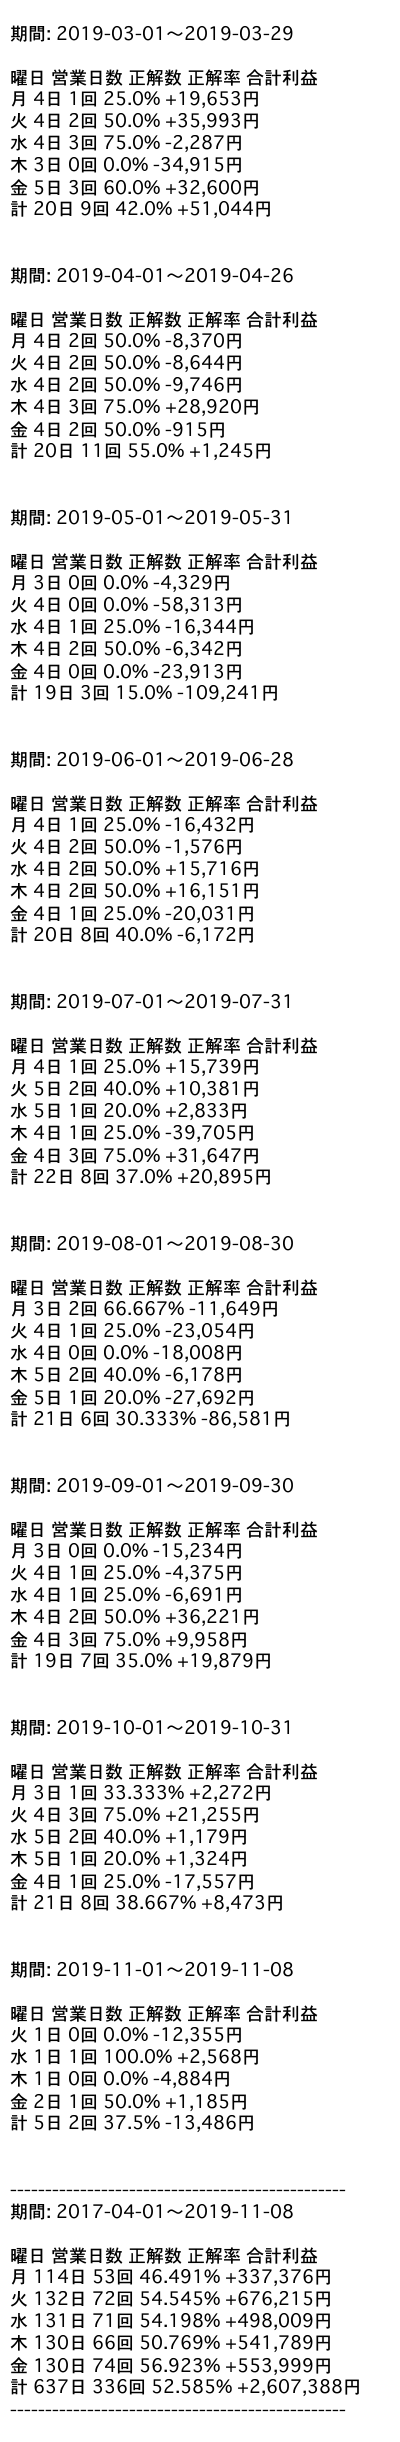 期間: 2019-03-01〜2019-03-29
曜日 営業日数 正解数 正解率 合計利益
月 4日 1回 25.0% +19,653円
火 4日 2回 50.0% +35,993円
水 4日 3回 75.0% -2,287円
木 3日 0回 0.0% -34,915円
金 5日 3回 60.0% +32,600円
計 20日 9回 42.0% +51,044円
期間: 2019-04-01〜2019-04-26
曜日 営業日数 正解数 正解率 合計利益
月 4日 2回 50.0% -8,370円
火 4日 2回 50.0% -8,644円
水 4日 2回 50.0% -9,746円
木 4日 3回 75.0% +28,920円
金 4日 2回 50.0% -915円
計 20日 11回 55.0% +1,245円
期間: 2019-05-01〜2019-05-31
曜日 営業日数 正解数 正解率 合計利益
月 3日 0回 0.0% -4,329円
火 4日 0回 0.0% -58,313円
水 4日 1回 25.0% -16,344円
木 4日 2回 50.0% -6,342円
金 4日 0回 0.0% -23,913円
計 19日 3回 15.0% -109,241円
期間: 2019-06-01〜2019-06-28
曜日 営業日数 正解数 正解率 合計利益
月 4日 1回 25.0% -16,432円
火 4日 2回 50.0% -1,576円
水 4日 2回 50.0% +15,716円
木 4日 2回 50.0% +16,151円
金 4日 1回 25.0% -20,031円
計 20日 8回 40.0% -6,172円
期間: 2019-07-01〜2019-07-31
曜日 営業日数 正解数 正解率 合計利益
月 4日 1回 25.0% +15,739円
火 5日 2回 40.0% +10,381円
水 5日 1回 20.0% +2,833円
木 4日 1回 25.0% -39,705円
金 4日 3回 75.0% +31,647円
計 22日 8回 37.0% +20,895円
期間: 2019-08-01〜2019-08-30
曜日 営業日数 正解数 正解率 合計利益
月 3日 2回 66.667% -11,649円
火 4日 1回 25.0% -23,054円
水 4日 0回 0.0% -18,008円
木 5日 2回 40.0% -6,178円
金 5日 1回 20.0% -27,692円
計 21日 6回 30.333% -86,581円
期間: 2019-09-01〜2019-09-30
曜日 営業日数 正解数 正解率 合計利益
月 3日 0回 0.0% -15,234円
火 4日 1回 25.0% -4,375円
水 4日 1回 25.0% -6,691円
木 4日 2回 50.0% +36,221円
金 4日 3回 75.0% +9,958円
計 19日 7回 35.0% +19,879円
期間: 2019-10-01〜2019-10-31
曜日 営業日数 正解数 正解率 合計利益
月 3日 1回 33.333% +2,272円
火 4日 3回 75.0% +21,255円
水 5日 2回 40.0% +1,179円
木 5日 1回 20.0% +1,324円
金 4日 1回 25.0% -17,557円
計 21日 8回 38.667% +8,473円
期間: 2019-11-01〜2019-11-08
曜日 営業日数 正解数 正解率 合計利益
火 1日 0回 0.0% -12,355円
水 1日 1回 100.0% +2,568円
木 1日 0回 0.0% -4,884円
金 2日 1回 50.0% +1,185円
計 5日 2回 37.5% -13,486円
------------------------------------------------
期間: 2017-04-01〜2019-11-08
曜日 営業日数 正解数 正解率 合計利益
月 114日 53回 46.491% +337,376円
火 132日 72回 54.545% +676,215円
水 131日 71回 54.198% +498,009円
木 130日 66回 50.769% +541,789円
金 130日 74回 56.923% +553,999円
計 637日 336回 52.585% +2,607,388円
------------------------------------------------